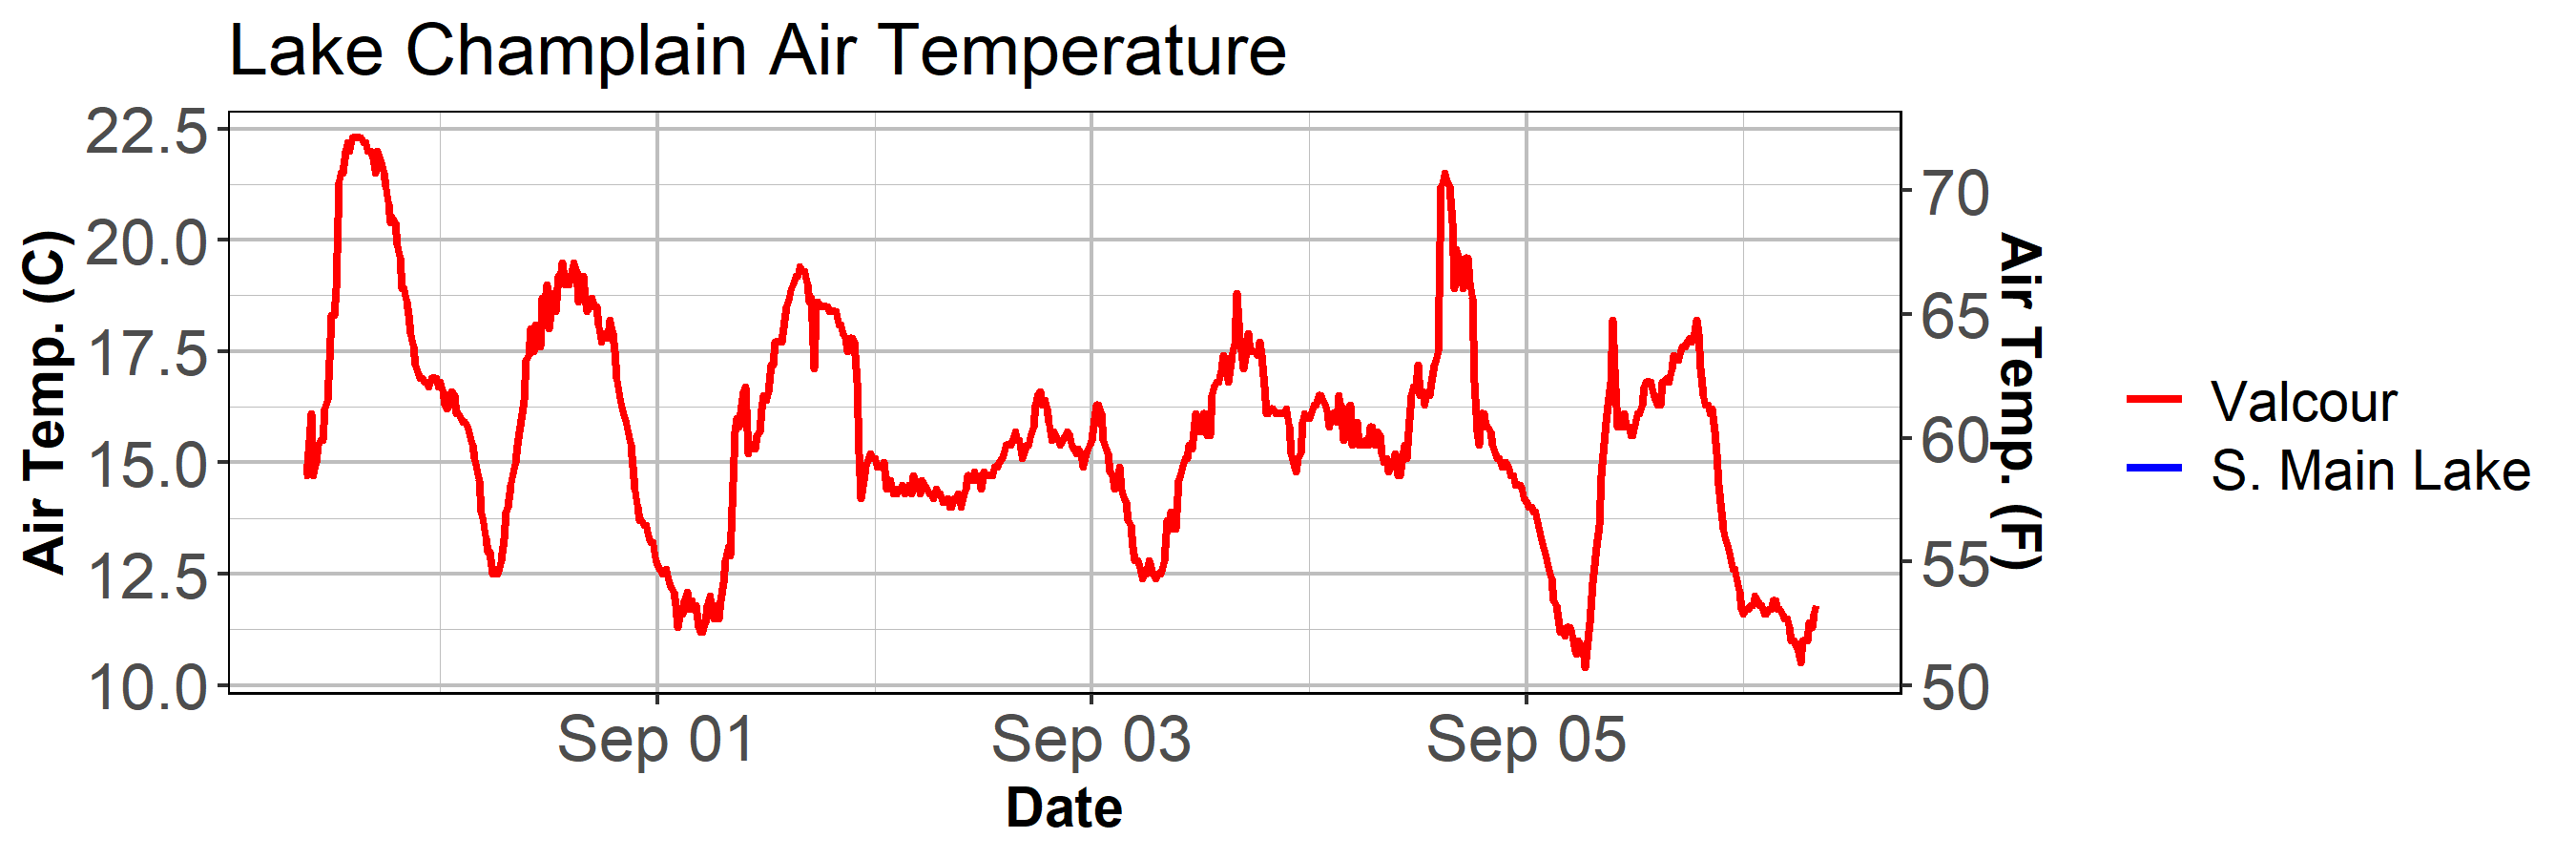 Lake Champlain Air Temperature
22.5
20.0
17.5
15.0
12.5
10.0
Air Temp. (C)
70
65
60
55
50
Air Temp. (F)
Sep 01
Sep 03
Sep 05
Date
Valcour
S. Main Lake